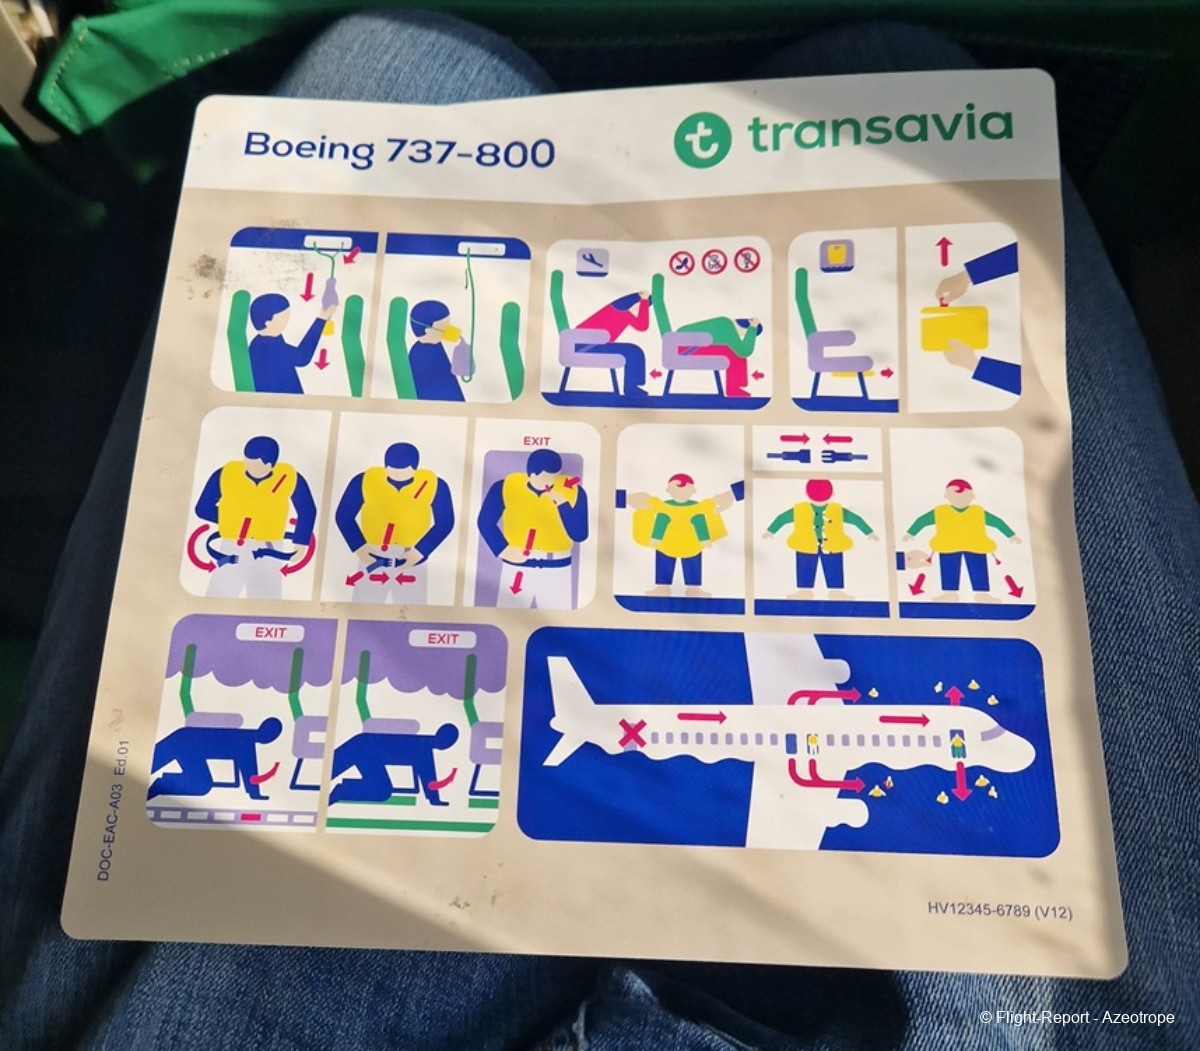 Boeing 737-800
t transavia
EXIT
EXIT
EXIT
DOC-EAC-A03 Ed.01
HV12345-6789 (V12)
© Flight-Report - Azeotrope